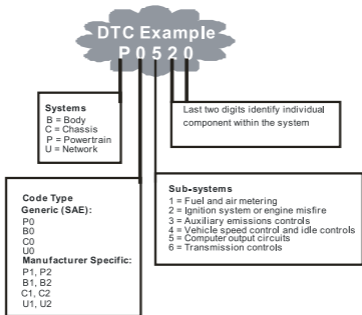 DTC Example
P 0 5 2 0
Systems
B = Body
C = Chassis
P = Powertrain
U = Network
Last two digits identify individual
component within the system
Code Type
Generic (SAE):
P0
B0
C0
U0
Manufacturer Specific:
P1, P2
B1, B2
C1, C2
U1, U2
Sub-systems
1 = Fuel and air metering
2 = Ignition system or engine misfire
3 = Auxiliary emissions controls
4 = Vehicle speed control and idle controls
5 = Computer output circuits
6 = Transmission controls